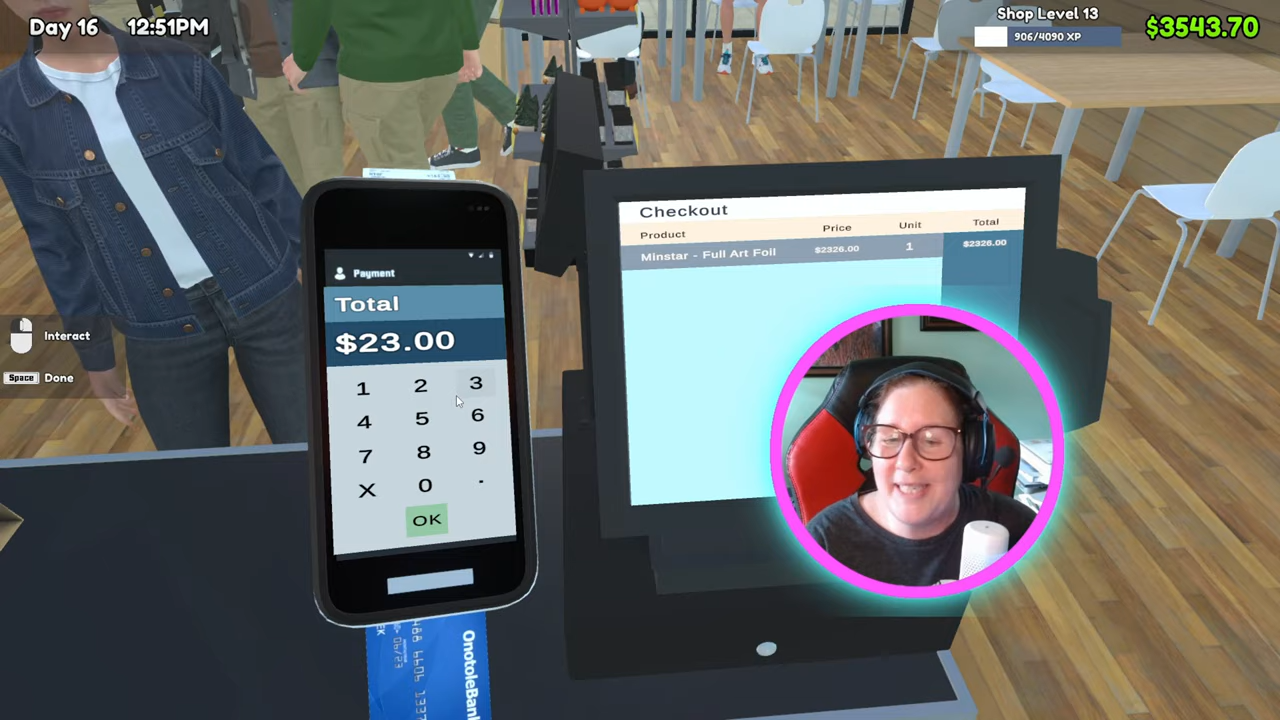 Day 16 12:51PM
Shop Level 13
906/4090 XP
$3543.70
Interact
Space Done
Payment
Total
$23.00
1 2 3
4 5 6
7 8 9
X 0 .
OK
Checkout
Product Price Unit Total
Minstar - Full Art Foil $2326.00 1 $2326.00
OnotoleBank